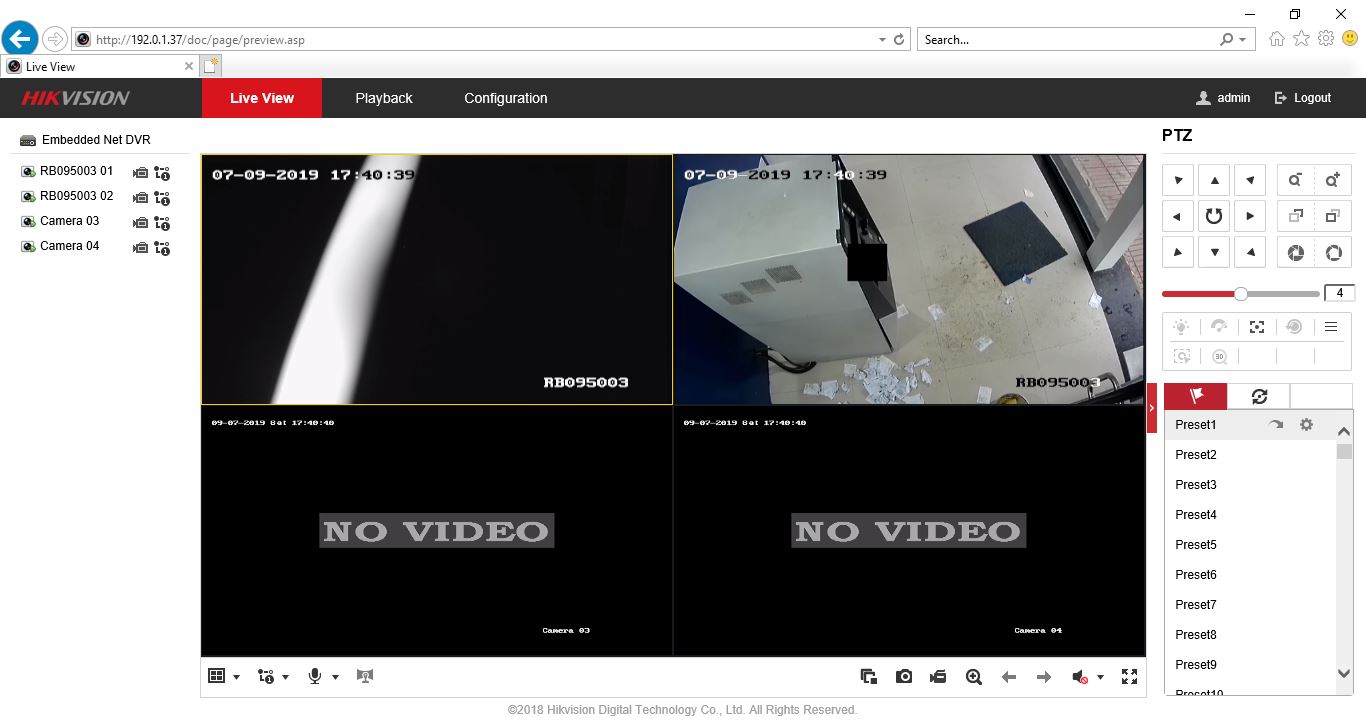 http://192.0.1.37/doc/page/preview.asp
Search...
Live View
HIKVISION
Live View
Playback
Configuration
admin
Logout
Embedded Net DVR
RB095003 01
RB095003 02
Camera 03
Camera 04
07-09-2019 17:40:39
RB095003
07-09-2019 17:40:39
RB095003
09-07-2019 Sat 17:40:40
NO VIDEO
Camera 03
09-07-2019 Sat 17:40:40
NO VIDEO
Camera 04
PTZ
4
3D
Preset1
Preset2
Preset3
Preset4
Preset5
Preset6
Preset7
Preset8
Preset9
Preset10
©2018 Hikvision Digital Technology Co., Ltd. All Rights Reserved.